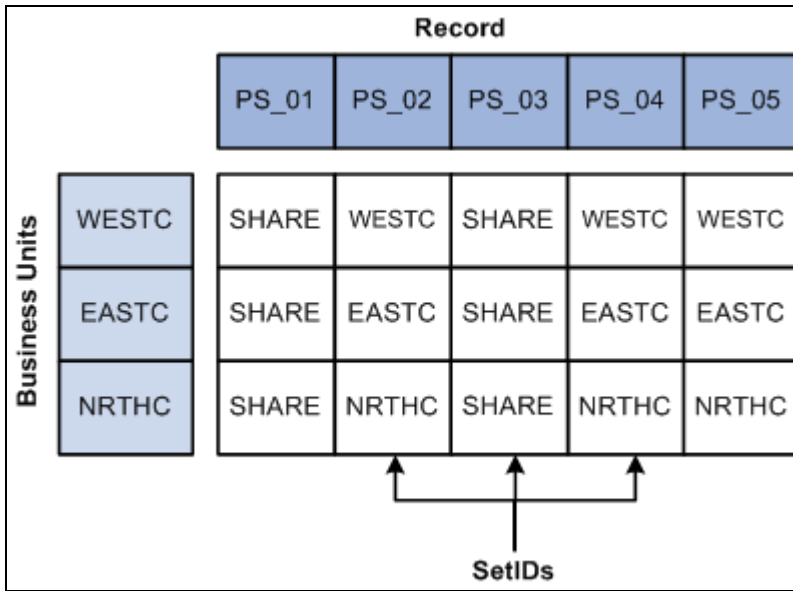 Record
PS_01 PS_02 PS_03 PS_04 PS_05
Business Units
WESTC SHARE WESTC SHARE WESTC WESTC
EASTC SHARE EASTC SHARE EASTC EASTC
NRTHC SHARE NRTHC SHARE NRTHC NRTHC
SetIDs